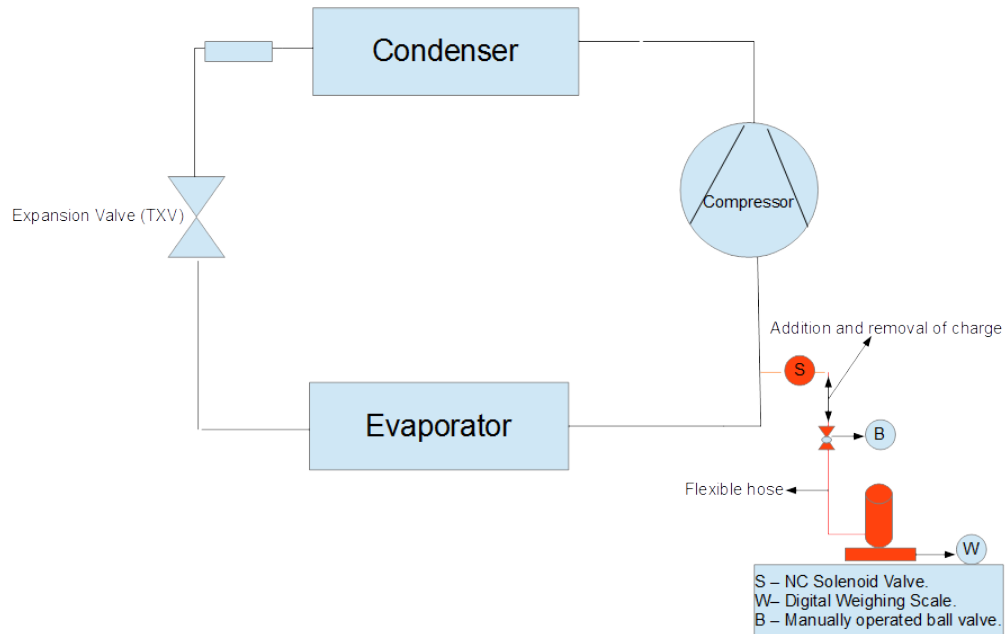 Condenser
Expansion Valve (TXV)
Compressor
Addition and removal of charge
S
Evaporator
B
Flexible hose
W
S – NC Solenoid Valve.
W– Digital Weighing Scale.
B – Manually operated ball valve.